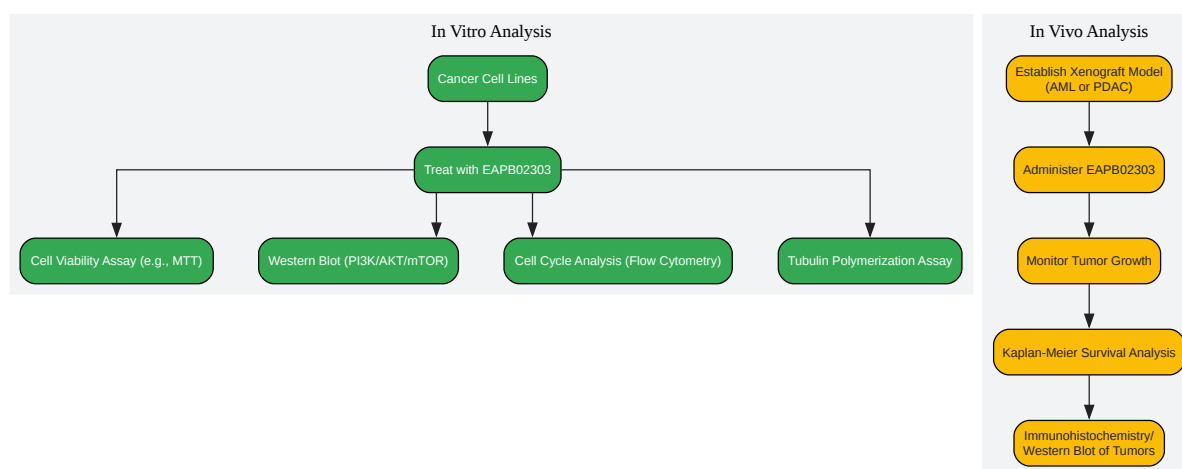 In Vitro Analysis
Cancer Cell Lines
Treat with EAPB02303
Cell Viability Assay (e.g., MTT)
Western Blot (PI3K/AKT/mTOR)
Cell Cycle Analysis (Flow Cytometry)
Tubulin Polymerization Assay
In Vivo Analysis
Establish Xenograft Model
(AML or PDAC)
Administer EAPB02303
Monitor Tumor Growth
Kaplan-Meier Survival Analysis
Immunohistochemistry/
Western Blot of Tumors